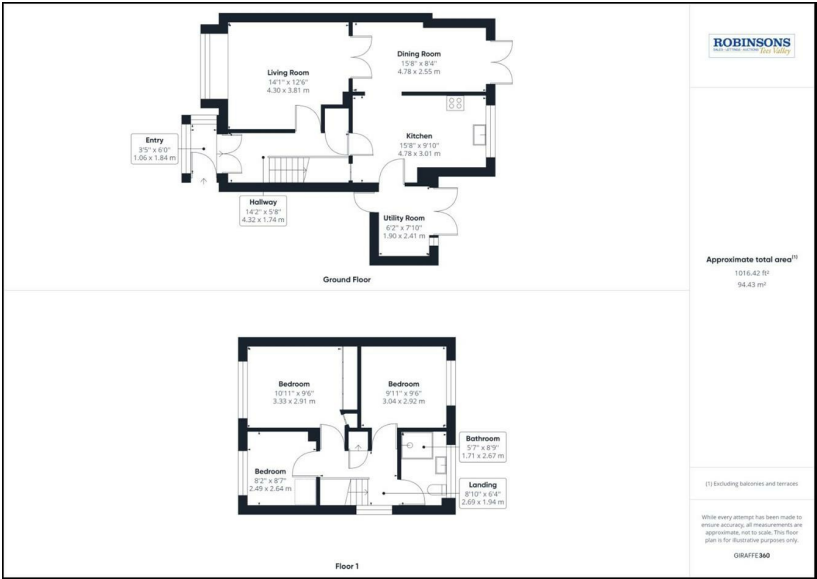 Living Room
14'1" x 12'6"
4.30 x 3.81 m
Dining Room
15'8" x 8'4"
4.78 x 2.55 m
Entry
3'5" x 6'0"
1.06 x 1.84 m
Kitchen
15'8" x 9'10"
4.78 x 3.01 m
Hallway
14'2" x 5'8"
4.32 x 1.74 m
Utility Room
6'2" x 7'10"
1.90 x 2.41 m
Ground Floor
Bedroom
10'11" x 9'6"
3.33 x 2.91 m
Bedroom
9'11" x 9'6"
3.04 x 2.92 m
Bathroom
5'7" x 8'9"
1.71 x 2.67 m
Bedroom
8'2" x 8'7"
2.49 x 2.64 m
Landing
8'10" x 6'4"
2.69 x 1.94 m
Floor 1
ROBINSONS
Tees Valley
Approximate total area(1)
1016.42 ft²
94.43 m²
(1) Excluding balconies and terraces
While every attempt has been made to
ensure accuracy, all measurements are
approximate, not to scale. This floor
plan is for illustrative purposes only.
GIRAFFE360